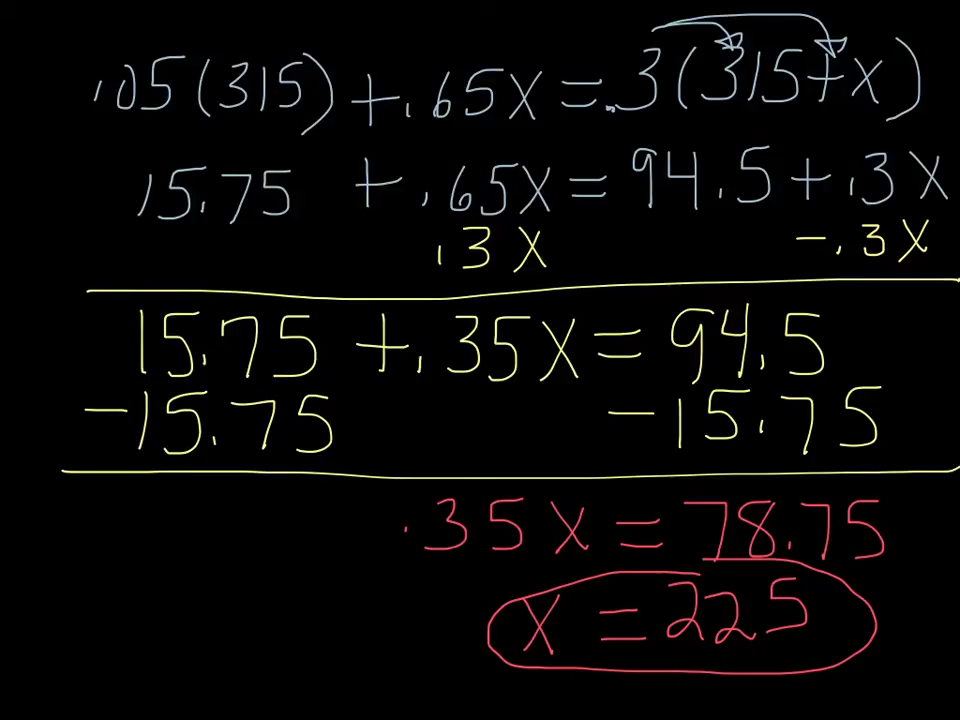 .105(315) + .65x = .3(315+x)
15.75 + .65x = 94.5 + .3x
.3x -.3x
15.75 + .35x = 94.5
-15.75 -15.75
.35x = 78.75
x = 225